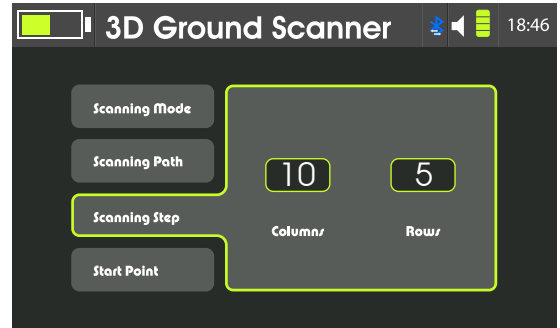 3D Ground Scanner
18:46
Scanning Mode
Scanning Path
Scanning Step
Start Point
10
5
Columns
Rows